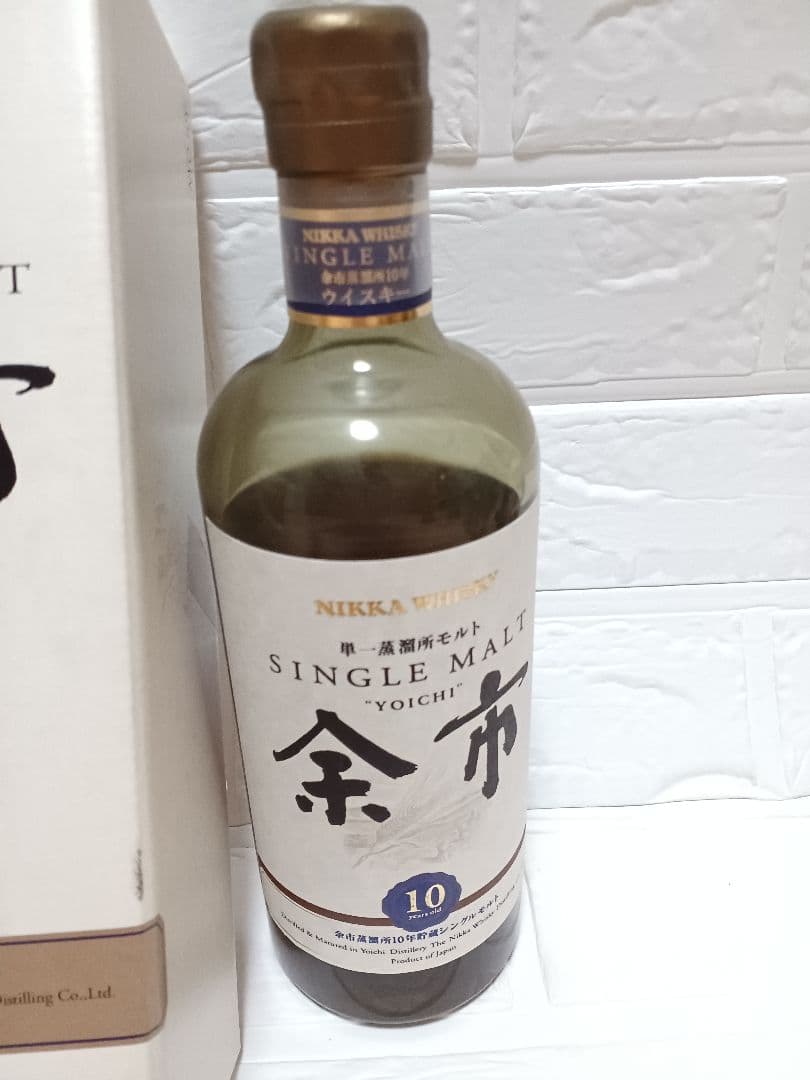 T
Distilling Co.,Ltd.
NIKKA WHISKY
SINGLE MALT
余市蒸溜所10年
ウイスキー
NIKKA WHISKY
単一蒸溜所モルト
SINGLE MALT
"YOICHI"
余市
10
years old
余市蒸溜所10年貯蔵シングルモルト
Distilled & Matured in Yoichi Distillery The Nikka Whisky Distilling
Product of Japan